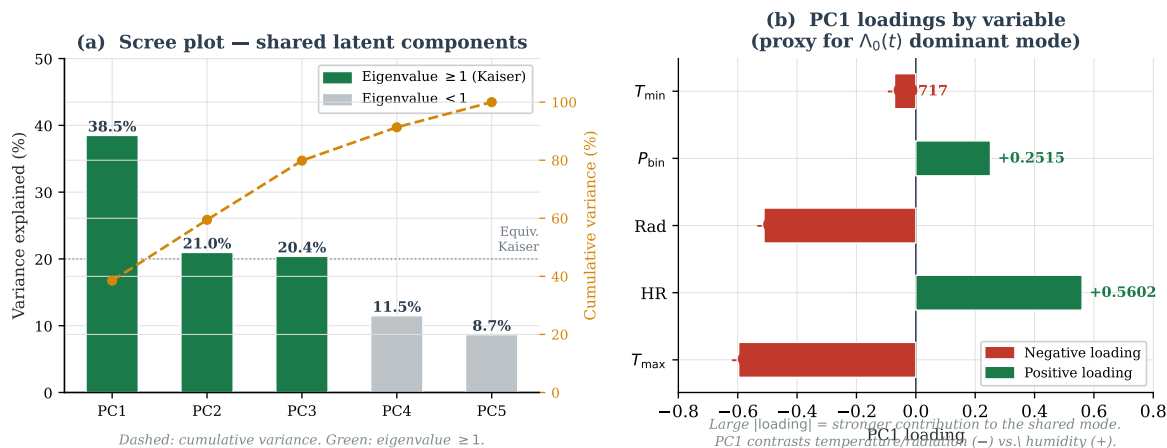 (a) Scree plot — shared latent components
Variance explained (%)
50
40
30
20
10
0
38.5%
21.0%
20.4%
11.5%
8.7%
Eigenvalue ≥ 1 (Kaiser)
Eigenvalue < 1
Equiv.
Kaiser
100
80
60
40
20
0
Cumulative variance (%)
PC1 PC2 PC3 PC4 PC5
Dashed: cumulative variance. Green: eigenvalue ≥1.
(b) PC1 loadings by variable
(proxy for Λ₀(t) dominant mode)
Tmin
717
Pbin
+0.2515
Rad
HR
+0.5602
Tmax
Negative loading
Positive loading
−0.8 −0.6 −0.4 −0.2 0.0 0.2 0.4 0.6 0.8
Large |loading| = stronger contribution to the shared mode.
PC1 loading
PC1 contrasts temperature/radiation (−) vs.| humidity (+).